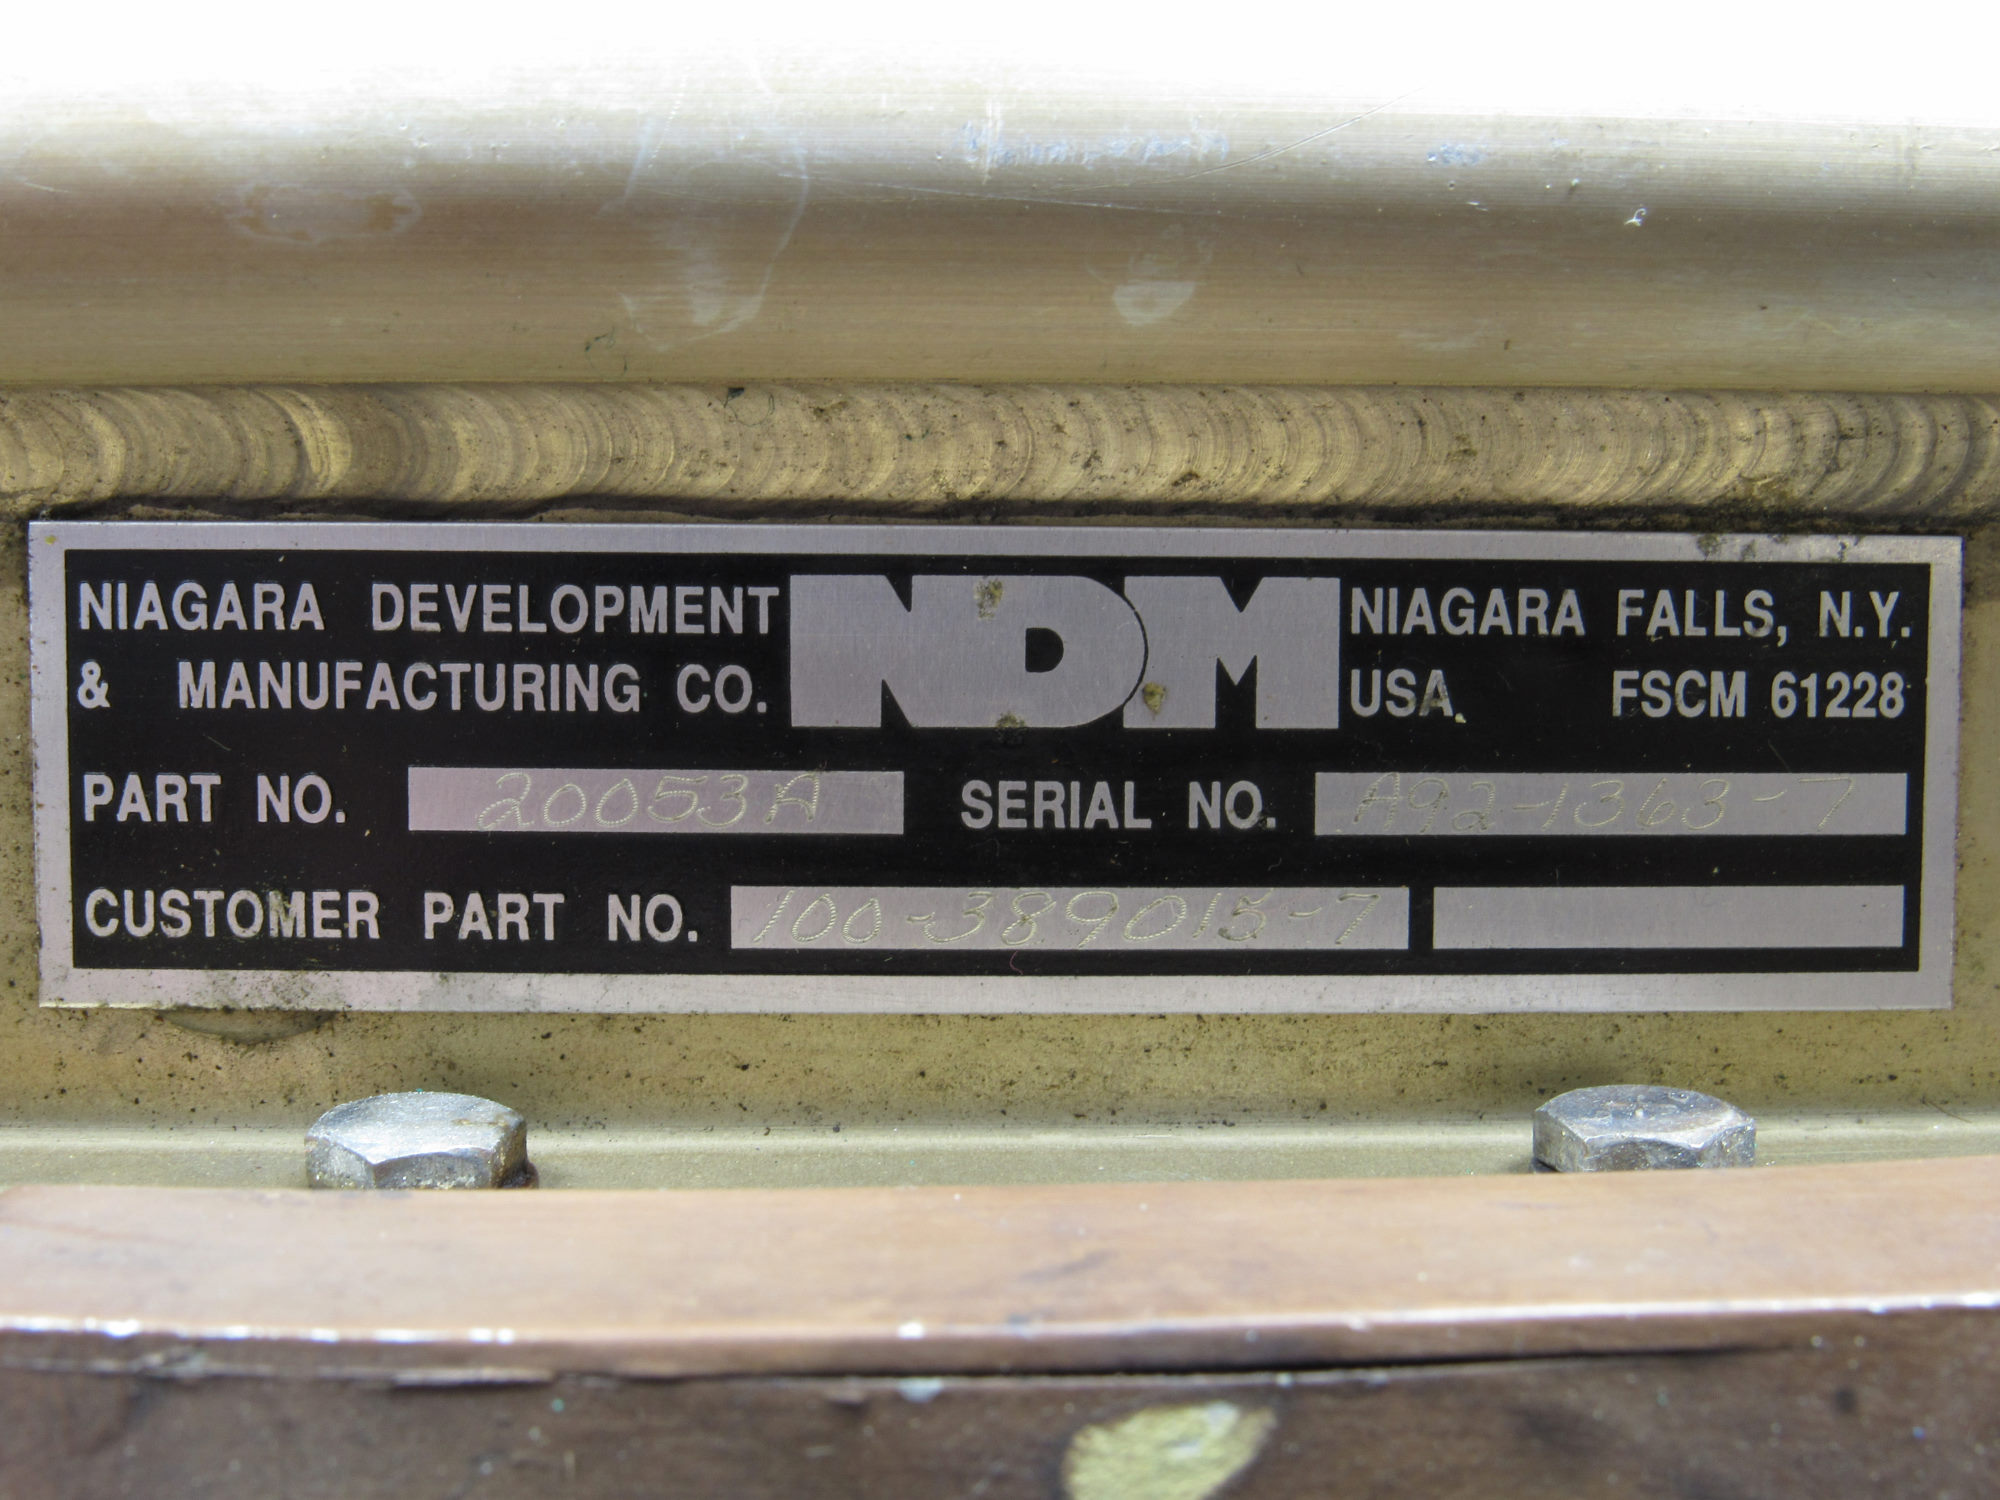 NIAGARA DEVELOPMENT
& MANUFACTURING CO.
NDM
NIAGARA FALLS, N.Y.
USA. FSCM 61228
PART NO. 20053A SERIAL NO. A92-1363-7
CUSTOMER PART NO. 100-389015-7